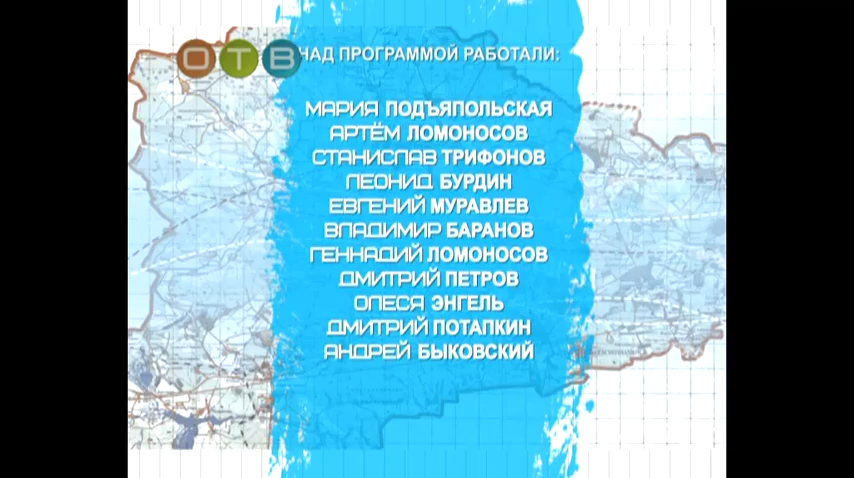 ОТВ
НАД ПРОГРАММОЙ РАБОТАЛИ:
МАРИЯ ПОДЪЯПОЛЬСКАЯ
АРТЁМ ЛОМОНОСОВ
СТАНИСЛАВ ТРИФОНОВ
ЛЕОНИД БУРДИН
ЕВГЕНИЙ МУРАВЛЕВ
ВЛАДИМИР БАРАНОВ
ГЕННАДИЙ ЛОМОНОСОВ
ДМИТРИЙ ПЕТРОВ
ОЛЕСЯ ЭНГЕЛЬ
ДМИТРИЙ ПОТАПКИН
АНДРЕЙ БЫКОВСКИЙ